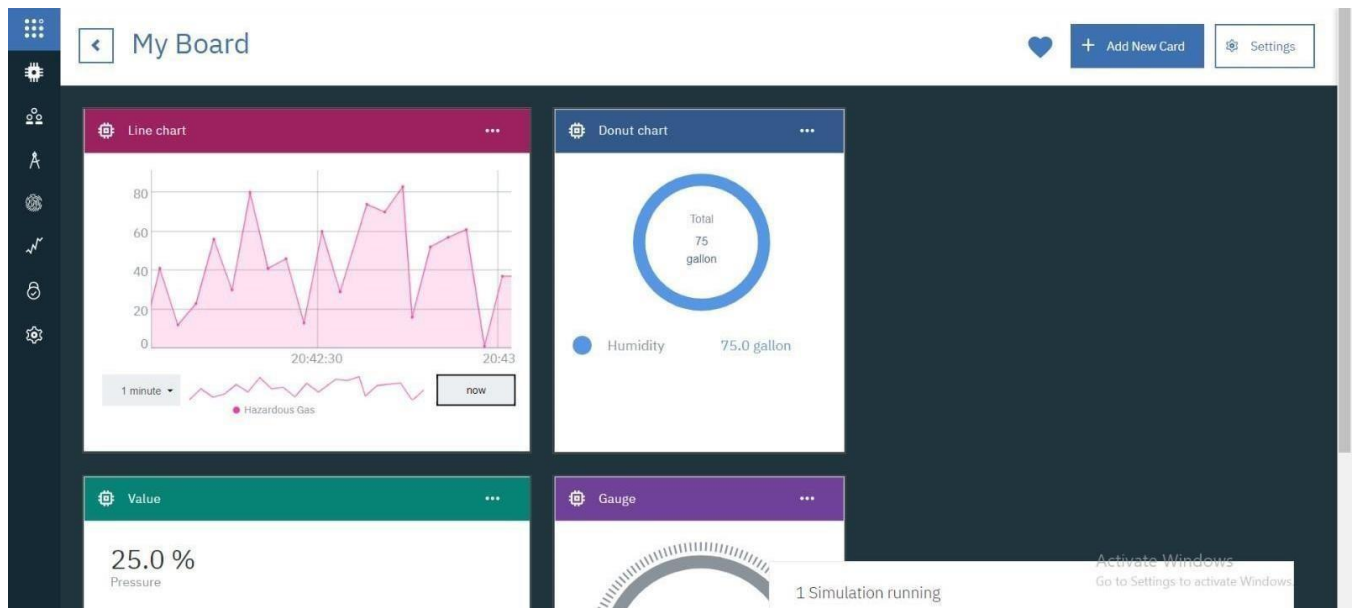 My Board
+ Add New Card
Settings
Line chart
80
60
40
20
0
20:42:30
20:43
1 minute
now
Hazardous Gas
Donut chart
Total
75
gallon
Humidity
75.0 gallon
Value
25.0 %
Pressure
Gauge
1 Simulation running
Activate Windows
Go to Settings to activate Windows.